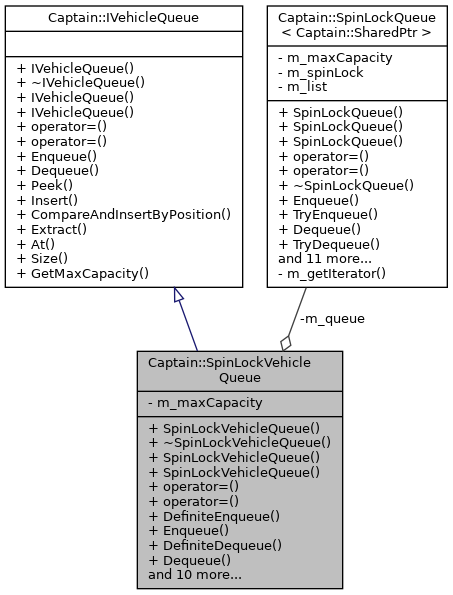 Captain::IVehicleQueue
+ IVehicleQueue()
+ ~IVehicleQueue()
+ IVehicleQueue()
+ IVehicleQueue()
+ operator=()
+ operator=()
+ Enqueue()
+ Dequeue()
+ Peek()
+ Insert()
+ CompareAndInsertByPosition()
+ Extract()
+ At()
+ Size()
+ GetMaxCapacity()
Captain::SpinLockQueue
< Captain::SharedPtr >
- m_maxCapacity
- m_spinLock
- m_list
+ SpinLockQueue()
+ SpinLockQueue()
+ SpinLockQueue()
+ operator=()
+ operator=()
+ ~SpinLockQueue()
+ Enqueue()
+ TryEnqueue()
+ Dequeue()
+ TryDequeue()
and 11 more...
- m_getIterator()
-m_queue
Captain::SpinLockVehicle
Queue
- m_maxCapacity
+ SpinLockVehicleQueue()
+ ~SpinLockVehicleQueue()
+ SpinLockVehicleQueue()
+ SpinLockVehicleQueue()
+ operator=()
+ operator=()
+ DefiniteEnqueue()
+ Enqueue()
+ DefiniteDequeue()
+ Dequeue()
and 10 more...